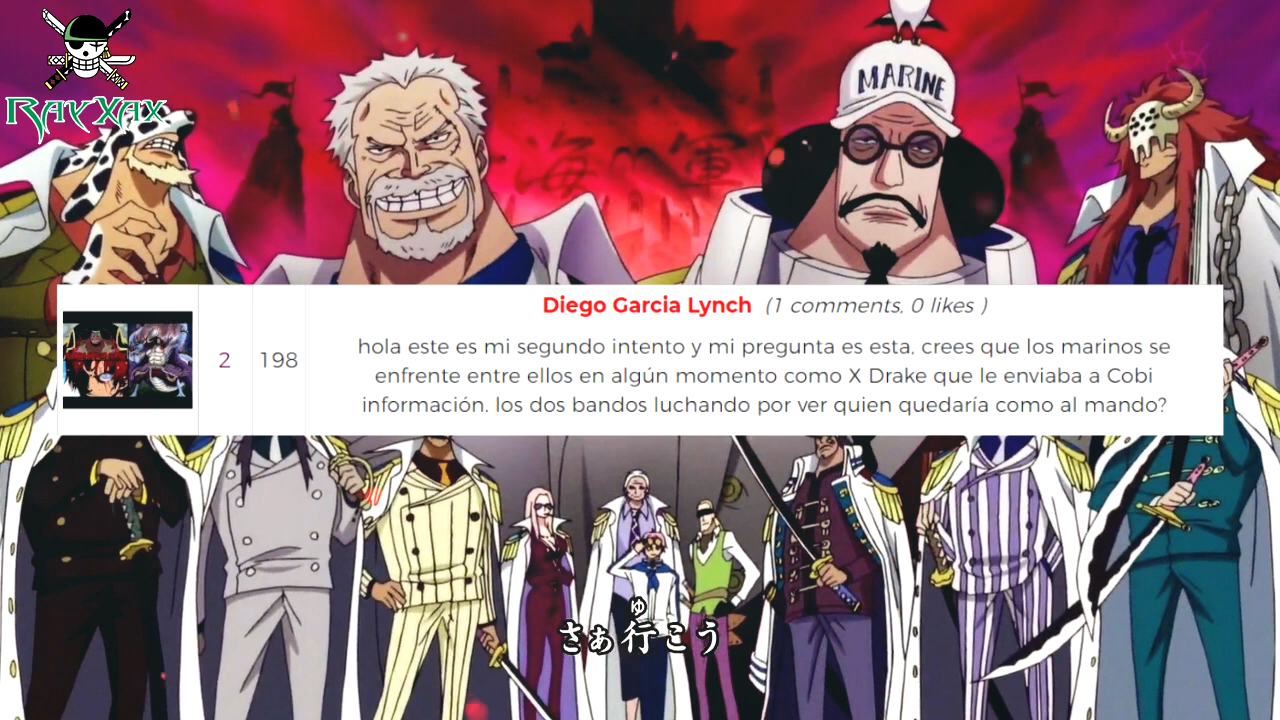 RAYXAX
MARINE
海軍
Diego Garcia Lynch (1 comments, 0 likes )
2
198
hola este es mi segundo intento y mi pregunta es esta, crees que los marinos se
enfrente entre ellos en algún momento como X Drake que le enviaba a Cobi
información. los dos bandos luchando por ver quien quedaría como al mando?
ゆ
さぁ行こう